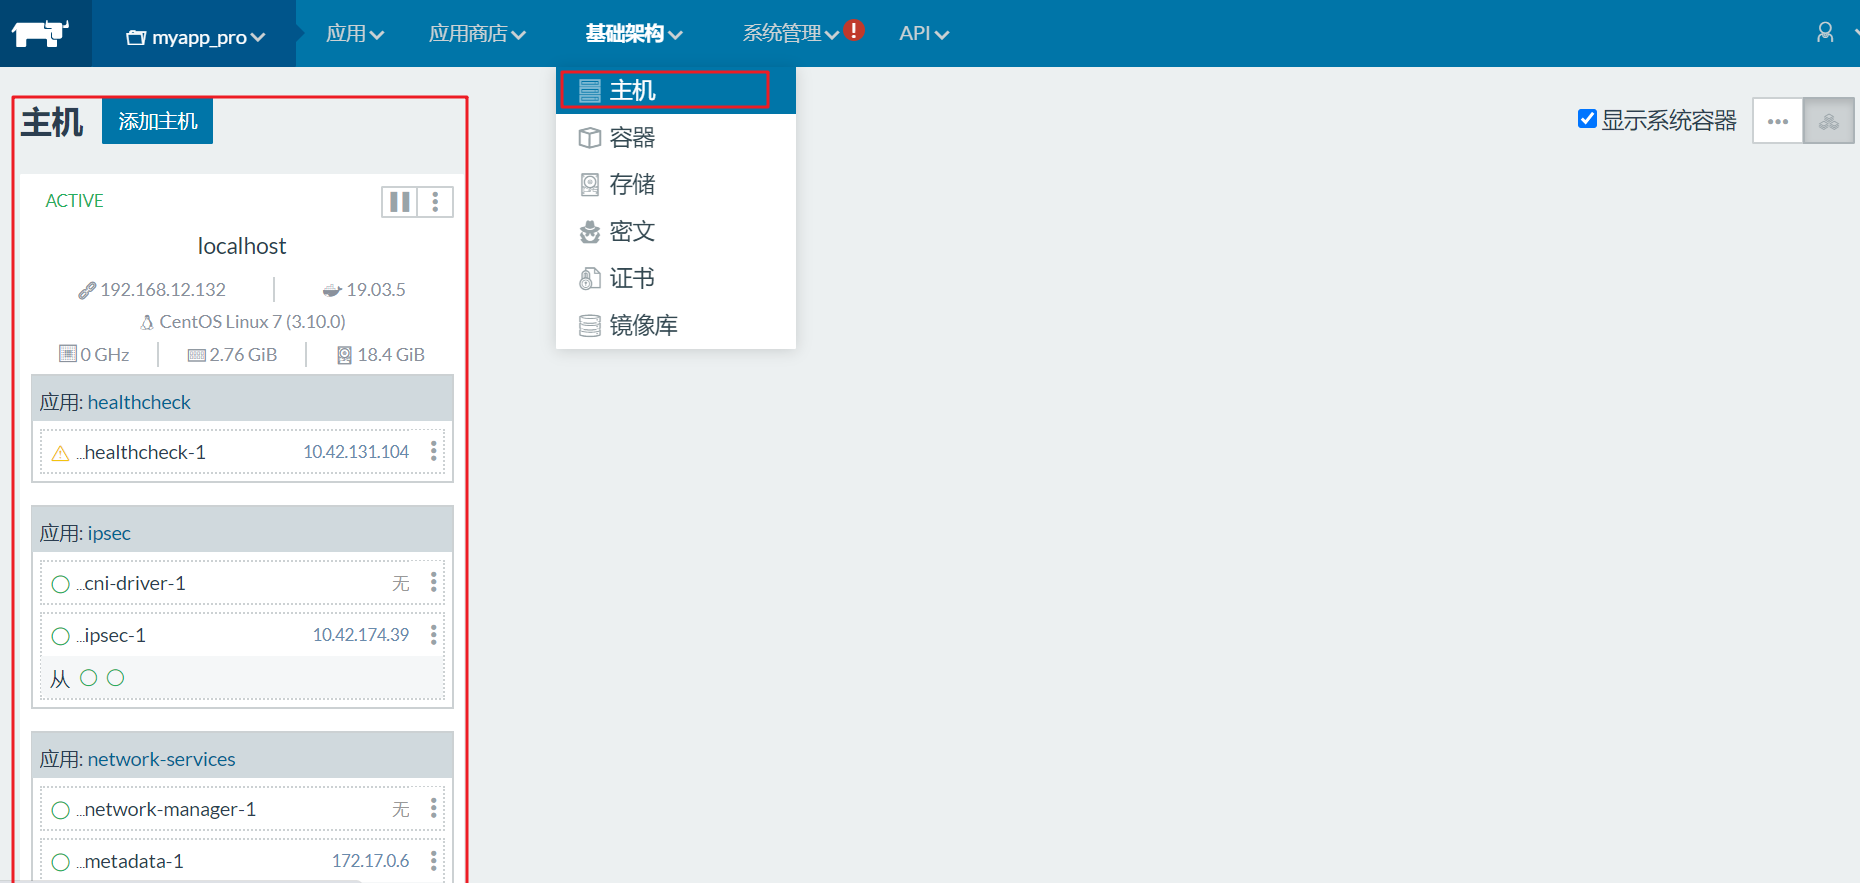 myapp_pro 应用 应用商店 基础架构 系统管理 ! API
主机 添加主机
主机
容器
存储
密文
证书
镜像库
显示系统容器
ACTIVE
localhost
192.168.12.132 19.03.5
CentOS Linux 7 (3.10.0)
0 GHz 2.76 GiB 18.4 GiB
应用: healthcheck
...healthcheck-1 10.42.131.104
应用: ipsec
...cni-driver-1 无
...ipsec-1 10.42.174.39
从
应用: network-services
...network-manager-1 无
...metadata-1 172.17.0.6